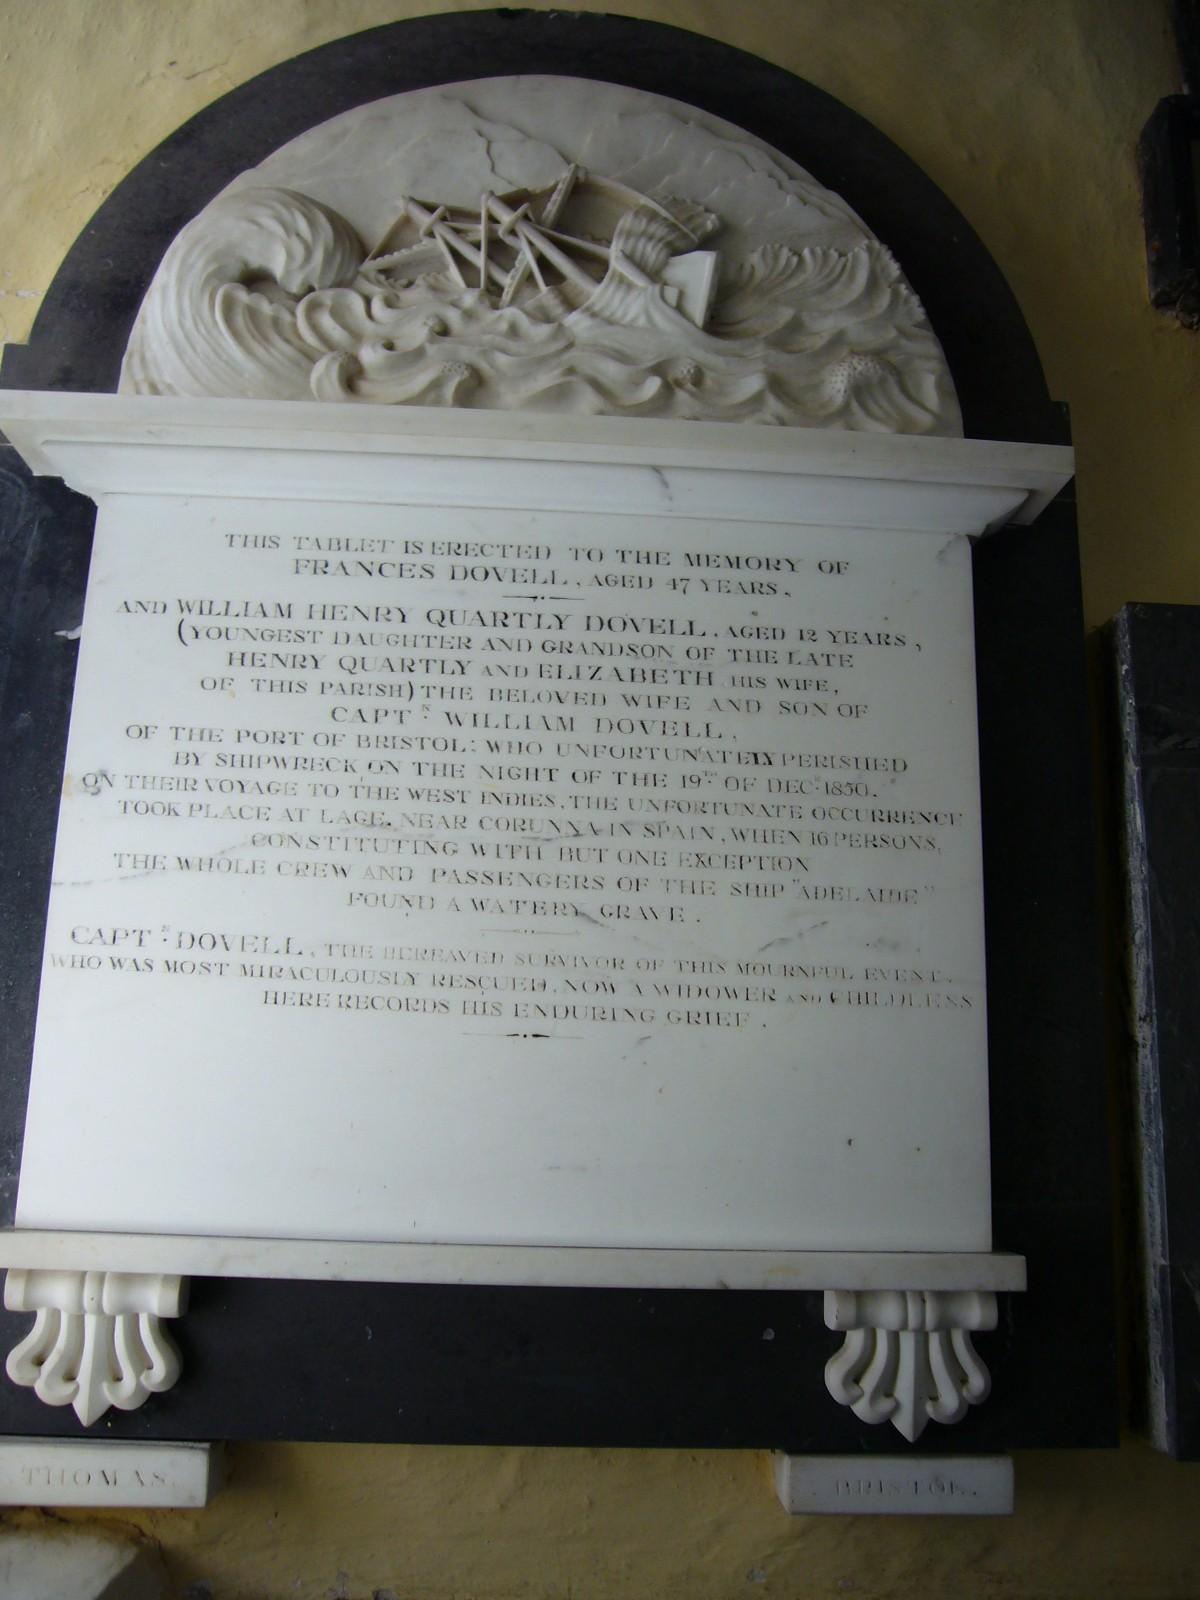 THIS TABLET IS ERECTED TO THE MEMORY OF
FRANCES DOVELL, AGED 47 YEARS,
AND WILLIAM HENRY QUARTLY DOVELL, AGED 12 YEARS,
(YOUNGEST DAUGHTER AND GRANDSON OF THE LATE
HENRY QUARTLY AND ELIZABETH HIS WIFE,
OF THIS PARISH) THE BELOVED WIFE AND SON OF
CAPTN. WILLIAM DOVELL,
OF THE PORT OF BRISTOL: WHO UNFORTUNATELY PERISHED
BY SHIPWRECK ON THE NIGHT OF THE 19TH. OF DECR. 1850.
ON THEIR VOYAGE TO THE WEST INDIES, THE UNFORTUNATE OCCURRENCE
TOOK PLACE AT LAGE, NEAR CORUNNA IN SPAIN, WHEN 16 PERSONS,
CONSTITUTING WITH BUT ONE EXCEPTION
THE WHOLE CREW AND PASSENGERS OF THE SHIP "ADELAIDE"
FOUND A WATERY GRAVE.
CAPTN. DOVELL, THE BEREAVED SURVIVOR OF THIS MOURNFUL EVENT,
WHO WAS MOST MIRACULOUSLY RESCUED, NOW A WIDOWER AND CHILDLESS
HERE RECORDS HIS ENDURING GRIEF.
THOMAS.
BRISTOL.